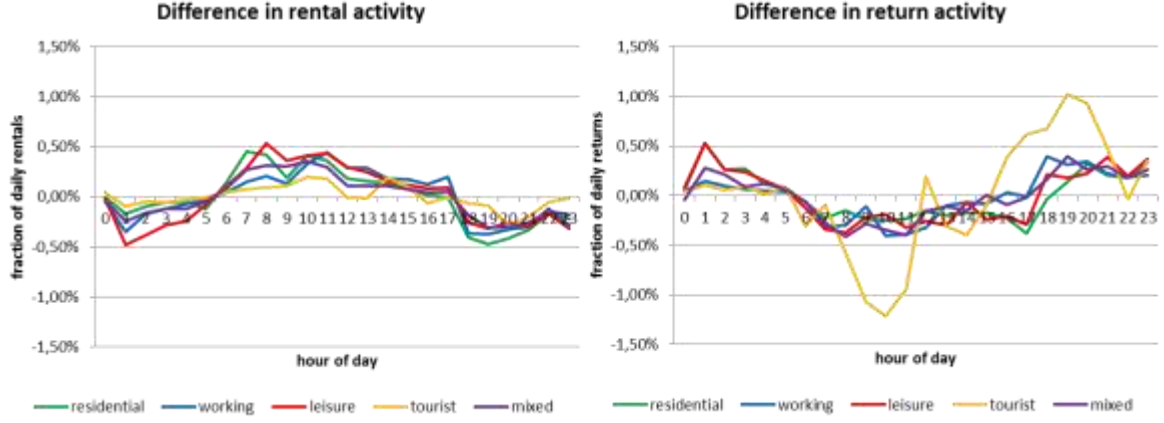 Difference in rental activity
1,50%
1,00%
0,50%
0,00%
-0,50%
-1,00%
-1,50%
fraction of daily rentals
0 1 2 3 4 5 6 7 8 9 10 11 12 13 14 15 16 17 18 19 20 21 22 23
hour of day
residential working leisure tourist mixed
Difference in return activity
1,50%
1,00%
0,50%
0,00%
-0,50%
-1,00%
-1,50%
fraction of daily returns
0 1 2 3 4 5 6 7 8 9 10 11 12 13 14 15 16 17 18 19 20 21 22 23
hour of day
residential working leisure tourist mixed